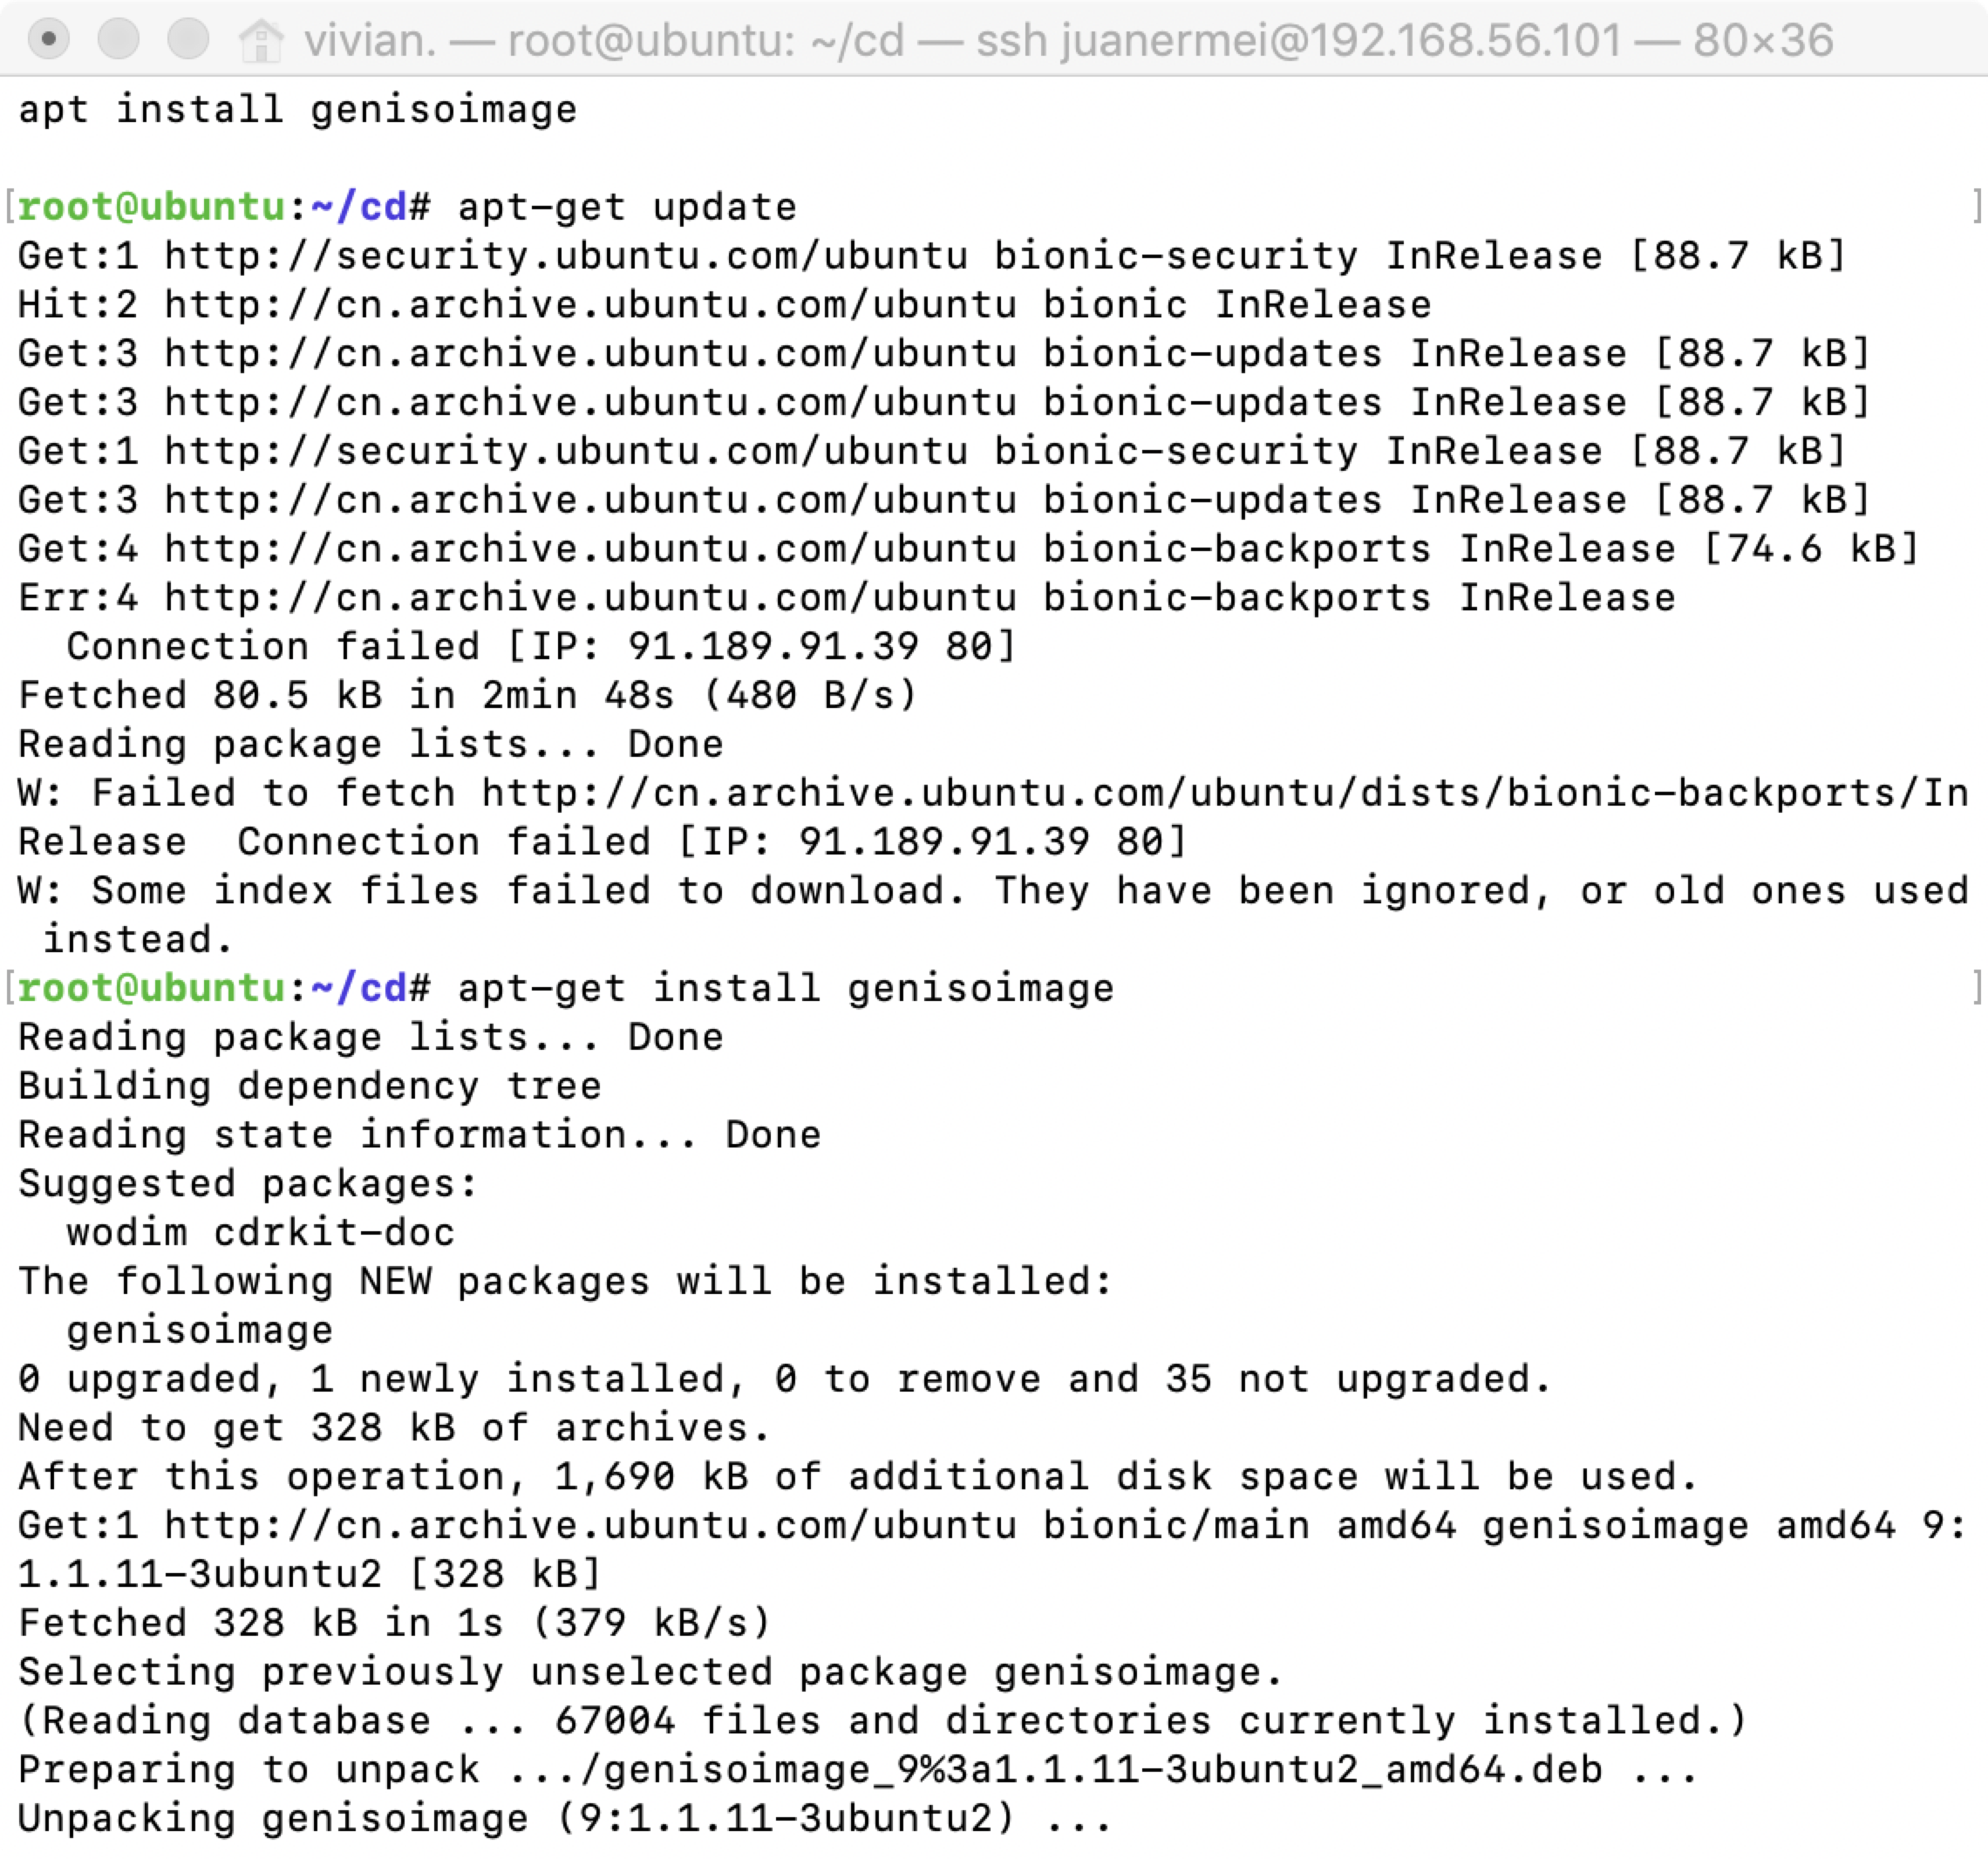 vivian. — root@ubuntu: ~/cd — ssh juanermei@192.168.56.101 — 80×36
apt install genisoimage
[root@ubuntu:~/cd# apt-get update ]
Get:1 http://security.ubuntu.com/ubuntu bionic-security InRelease [88.7 kB]
Hit:2 http://cn.archive.ubuntu.com/ubuntu bionic InRelease
Get:3 http://cn.archive.ubuntu.com/ubuntu bionic-updates InRelease [88.7 kB]
Get:3 http://cn.archive.ubuntu.com/ubuntu bionic-updates InRelease [88.7 kB]
Get:1 http://security.ubuntu.com/ubuntu bionic-security InRelease [88.7 kB]
Get:3 http://cn.archive.ubuntu.com/ubuntu bionic-updates InRelease [88.7 kB]
Get:4 http://cn.archive.ubuntu.com/ubuntu bionic-backports InRelease [74.6 kB]
Err:4 http://cn.archive.ubuntu.com/ubuntu bionic-backports InRelease
  Connection failed [IP: 91.189.91.39 80]
Fetched 80.5 kB in 2min 48s (480 B/s)
Reading package lists... Done
W: Failed to fetch http://cn.archive.ubuntu.com/ubuntu/dists/bionic-backports/In
Release  Connection failed [IP: 91.189.91.39 80]
W: Some index files failed to download. They have been ignored, or old ones used
 instead.
[root@ubuntu:~/cd# apt-get install genisoimage ]
Reading package lists... Done
Building dependency tree
Reading state information... Done
Suggested packages:
  wodim cdrkit-doc
The following NEW packages will be installed:
  genisoimage
0 upgraded, 1 newly installed, 0 to remove and 35 not upgraded.
Need to get 328 kB of archives.
After this operation, 1,690 kB of additional disk space will be used.
Get:1 http://cn.archive.ubuntu.com/ubuntu bionic/main amd64 genisoimage amd64 9:
1.1.11-3ubuntu2 [328 kB]
Fetched 328 kB in 1s (379 kB/s)
Selecting previously unselected package genisoimage.
(Reading database ... 67004 files and directories currently installed.)
Preparing to unpack .../genisoimage_9%3a1.1.11-3ubuntu2_amd64.deb ...
Unpacking genisoimage (9:1.1.11-3ubuntu2) ...